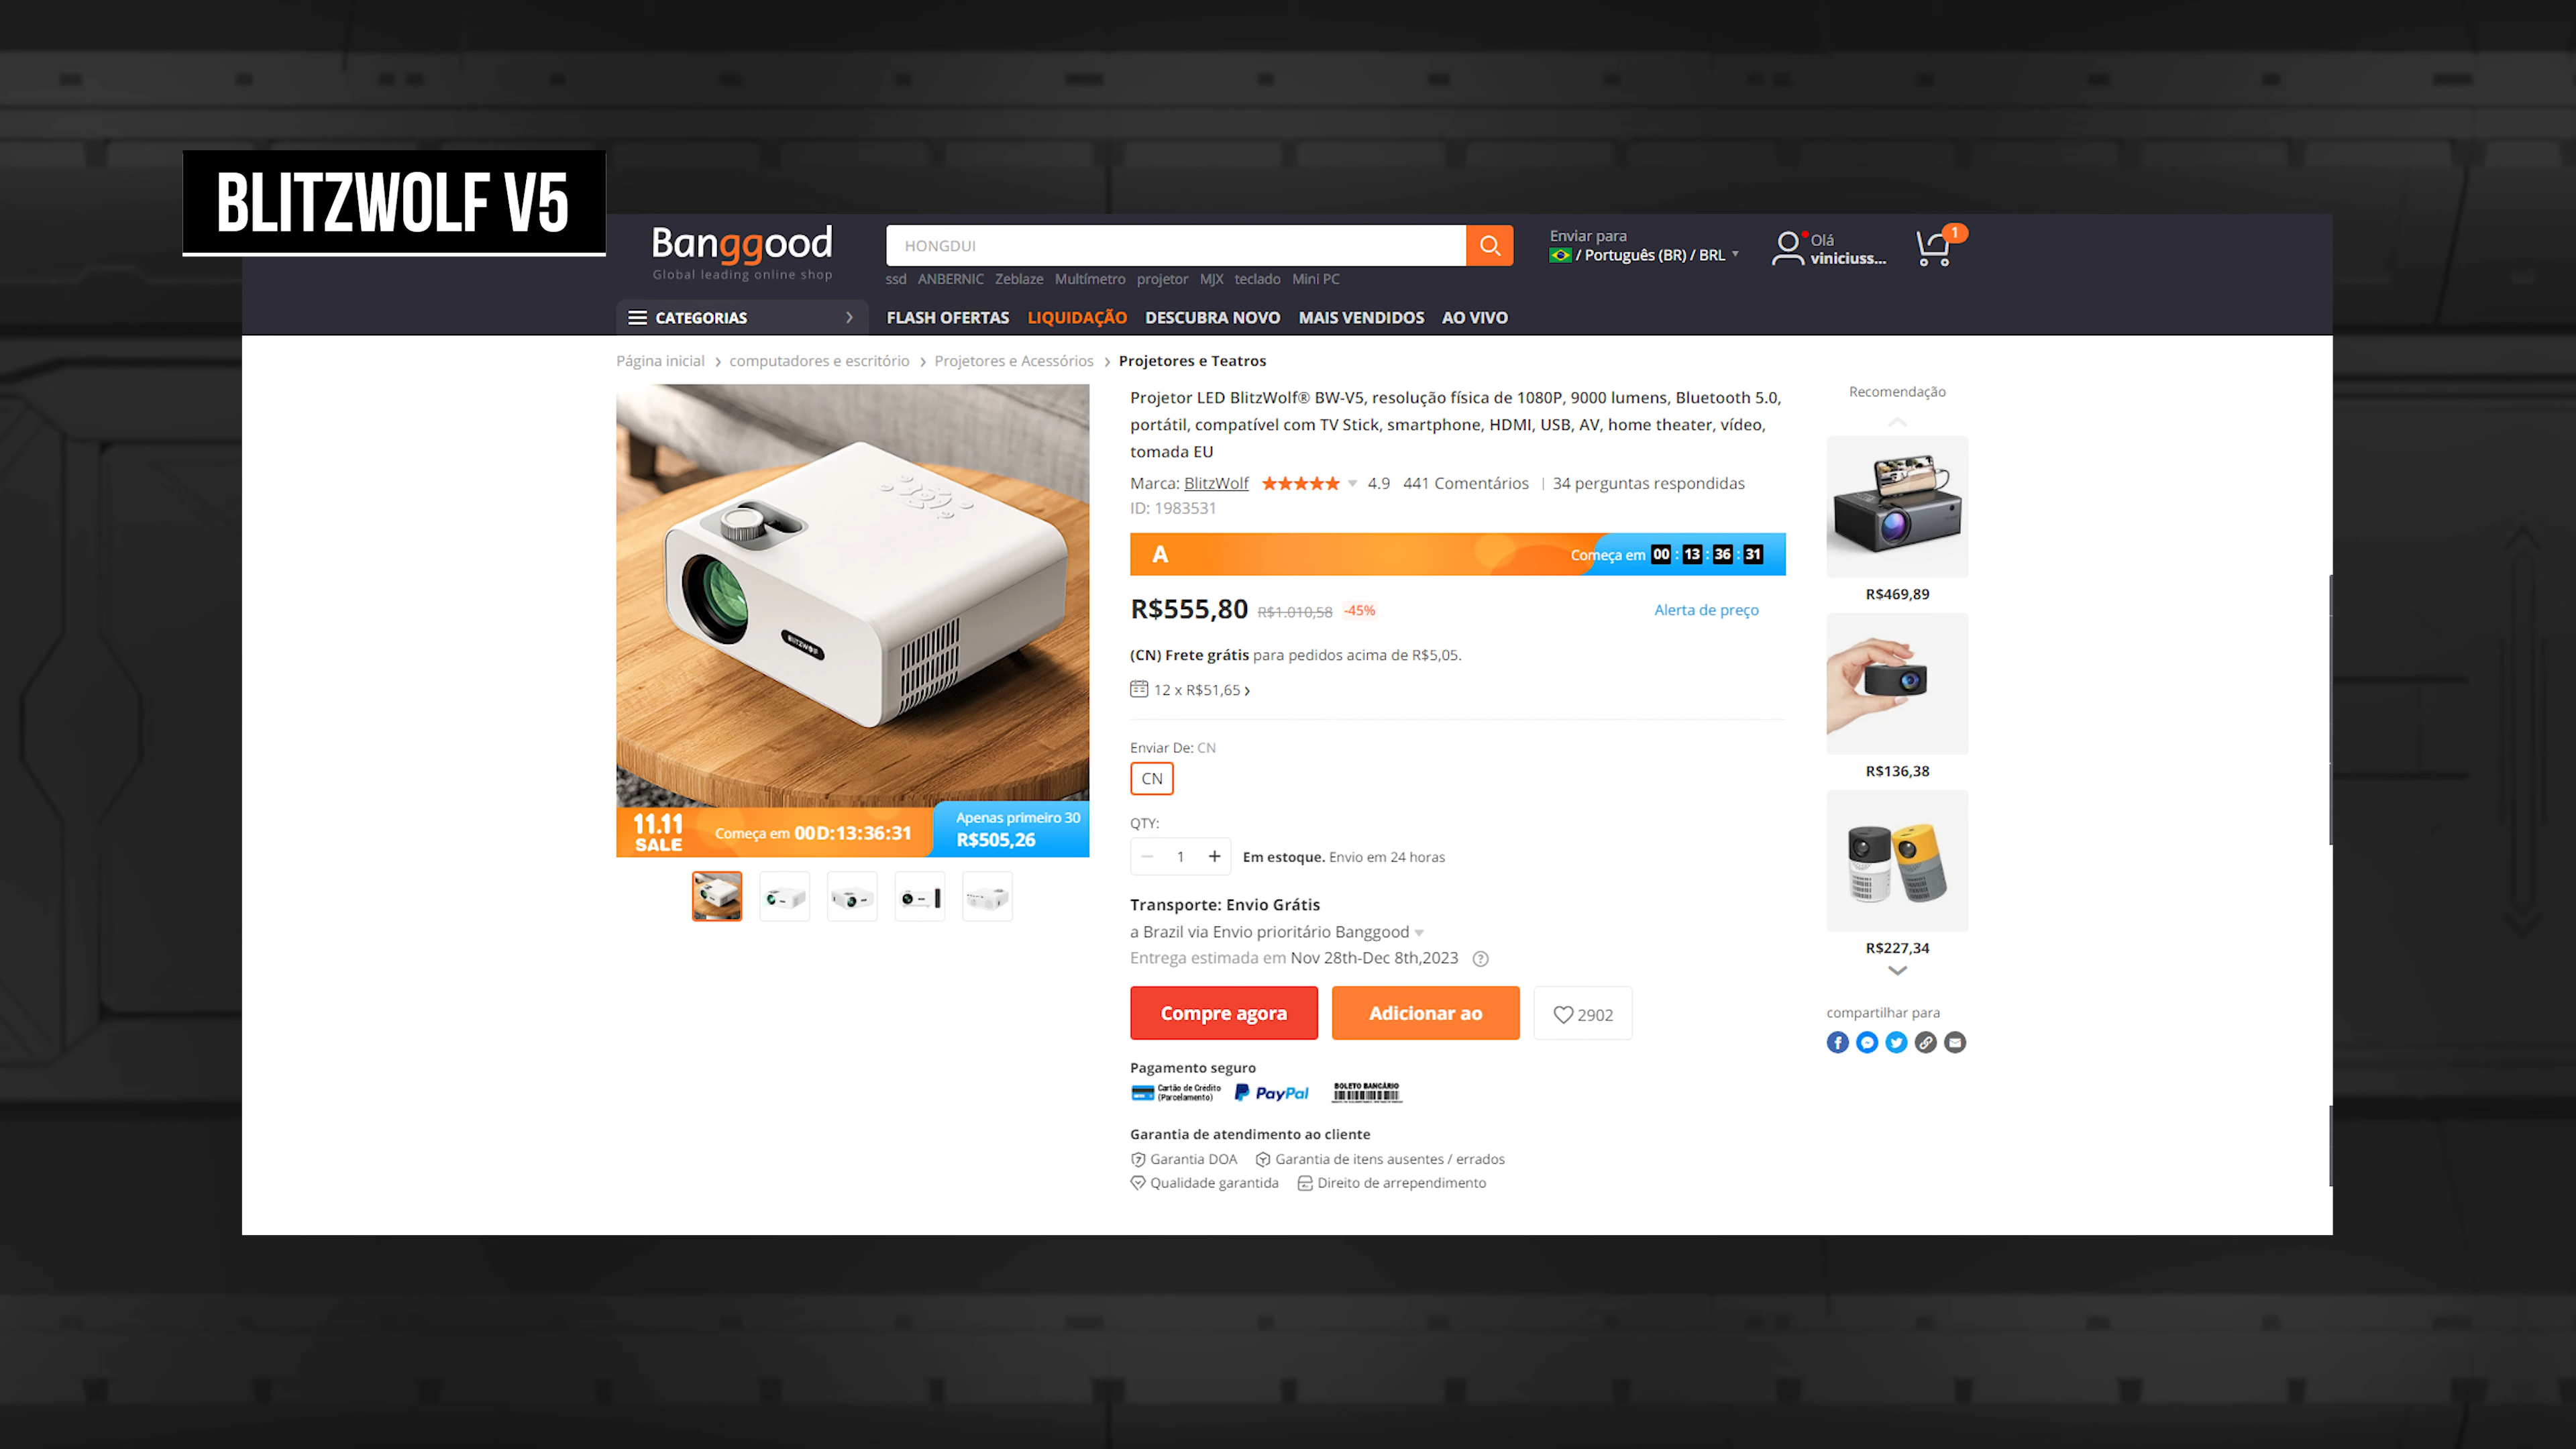 BLITZWOLF V5
Banggood
Global leading online shop
HONGDUI
ssd ANBERNIC Zeblaze Multímetro projetor MJX teclado Mini PC
Enviar para
/ Português (BR) / BRL
Olá
viniciuss...
1
CATEGORIAS
FLASH OFERTAS LIQUIDAÇÃO DESCUBRA NOVO MAIS VENDIDOS AO VIVO
Página inicial > computadores e escritório > Projetores e Acessórios > Projetores e Teatros
BLITZWOLF
11.11
SALE
Começa em 00D:13:36:31
Apenas primeiro 30
R$505,26
Projetor LED BlitzWolf® BW-V5, resolução física de 1080P, 9000 lumens, Bluetooth 5.0,
portátil, compatível com TV Stick, smartphone, HDMI, USB, AV, home theater, vídeo,
tomada EU
Marca: BlitzWolf 4.9 441 Comentários | 34 perguntas respondidas
ID: 1983531
A Começa em 00 : 13 : 36 : 31
R$555,80 R$1.010,58 -45% Alerta de preço
(CN) Frete grátis para pedidos acima de R$5,05.
12 x R$51,65 >
Enviar De: CN
CN
QTY:
− 1 + Em estoque. Envio em 24 horas
Transporte: Envio Grátis
a Brazil via Envio prioritário Banggood
Entrega estimada em Nov 28th-Dec 8th,2023 ?
Compre agora Adicionar ao 2902
Pagamento seguro
Cartão de Crédito
(Parcelamento)
PayPal
BOLETO BANCÁRIO
Garantia de atendimento ao cliente
Garantia DOA Garantia de itens ausentes / errados
Qualidade garantida Direito de arrependimento
Recomendação
R$469,89
R$136,38
R$227,34
compartilhar para